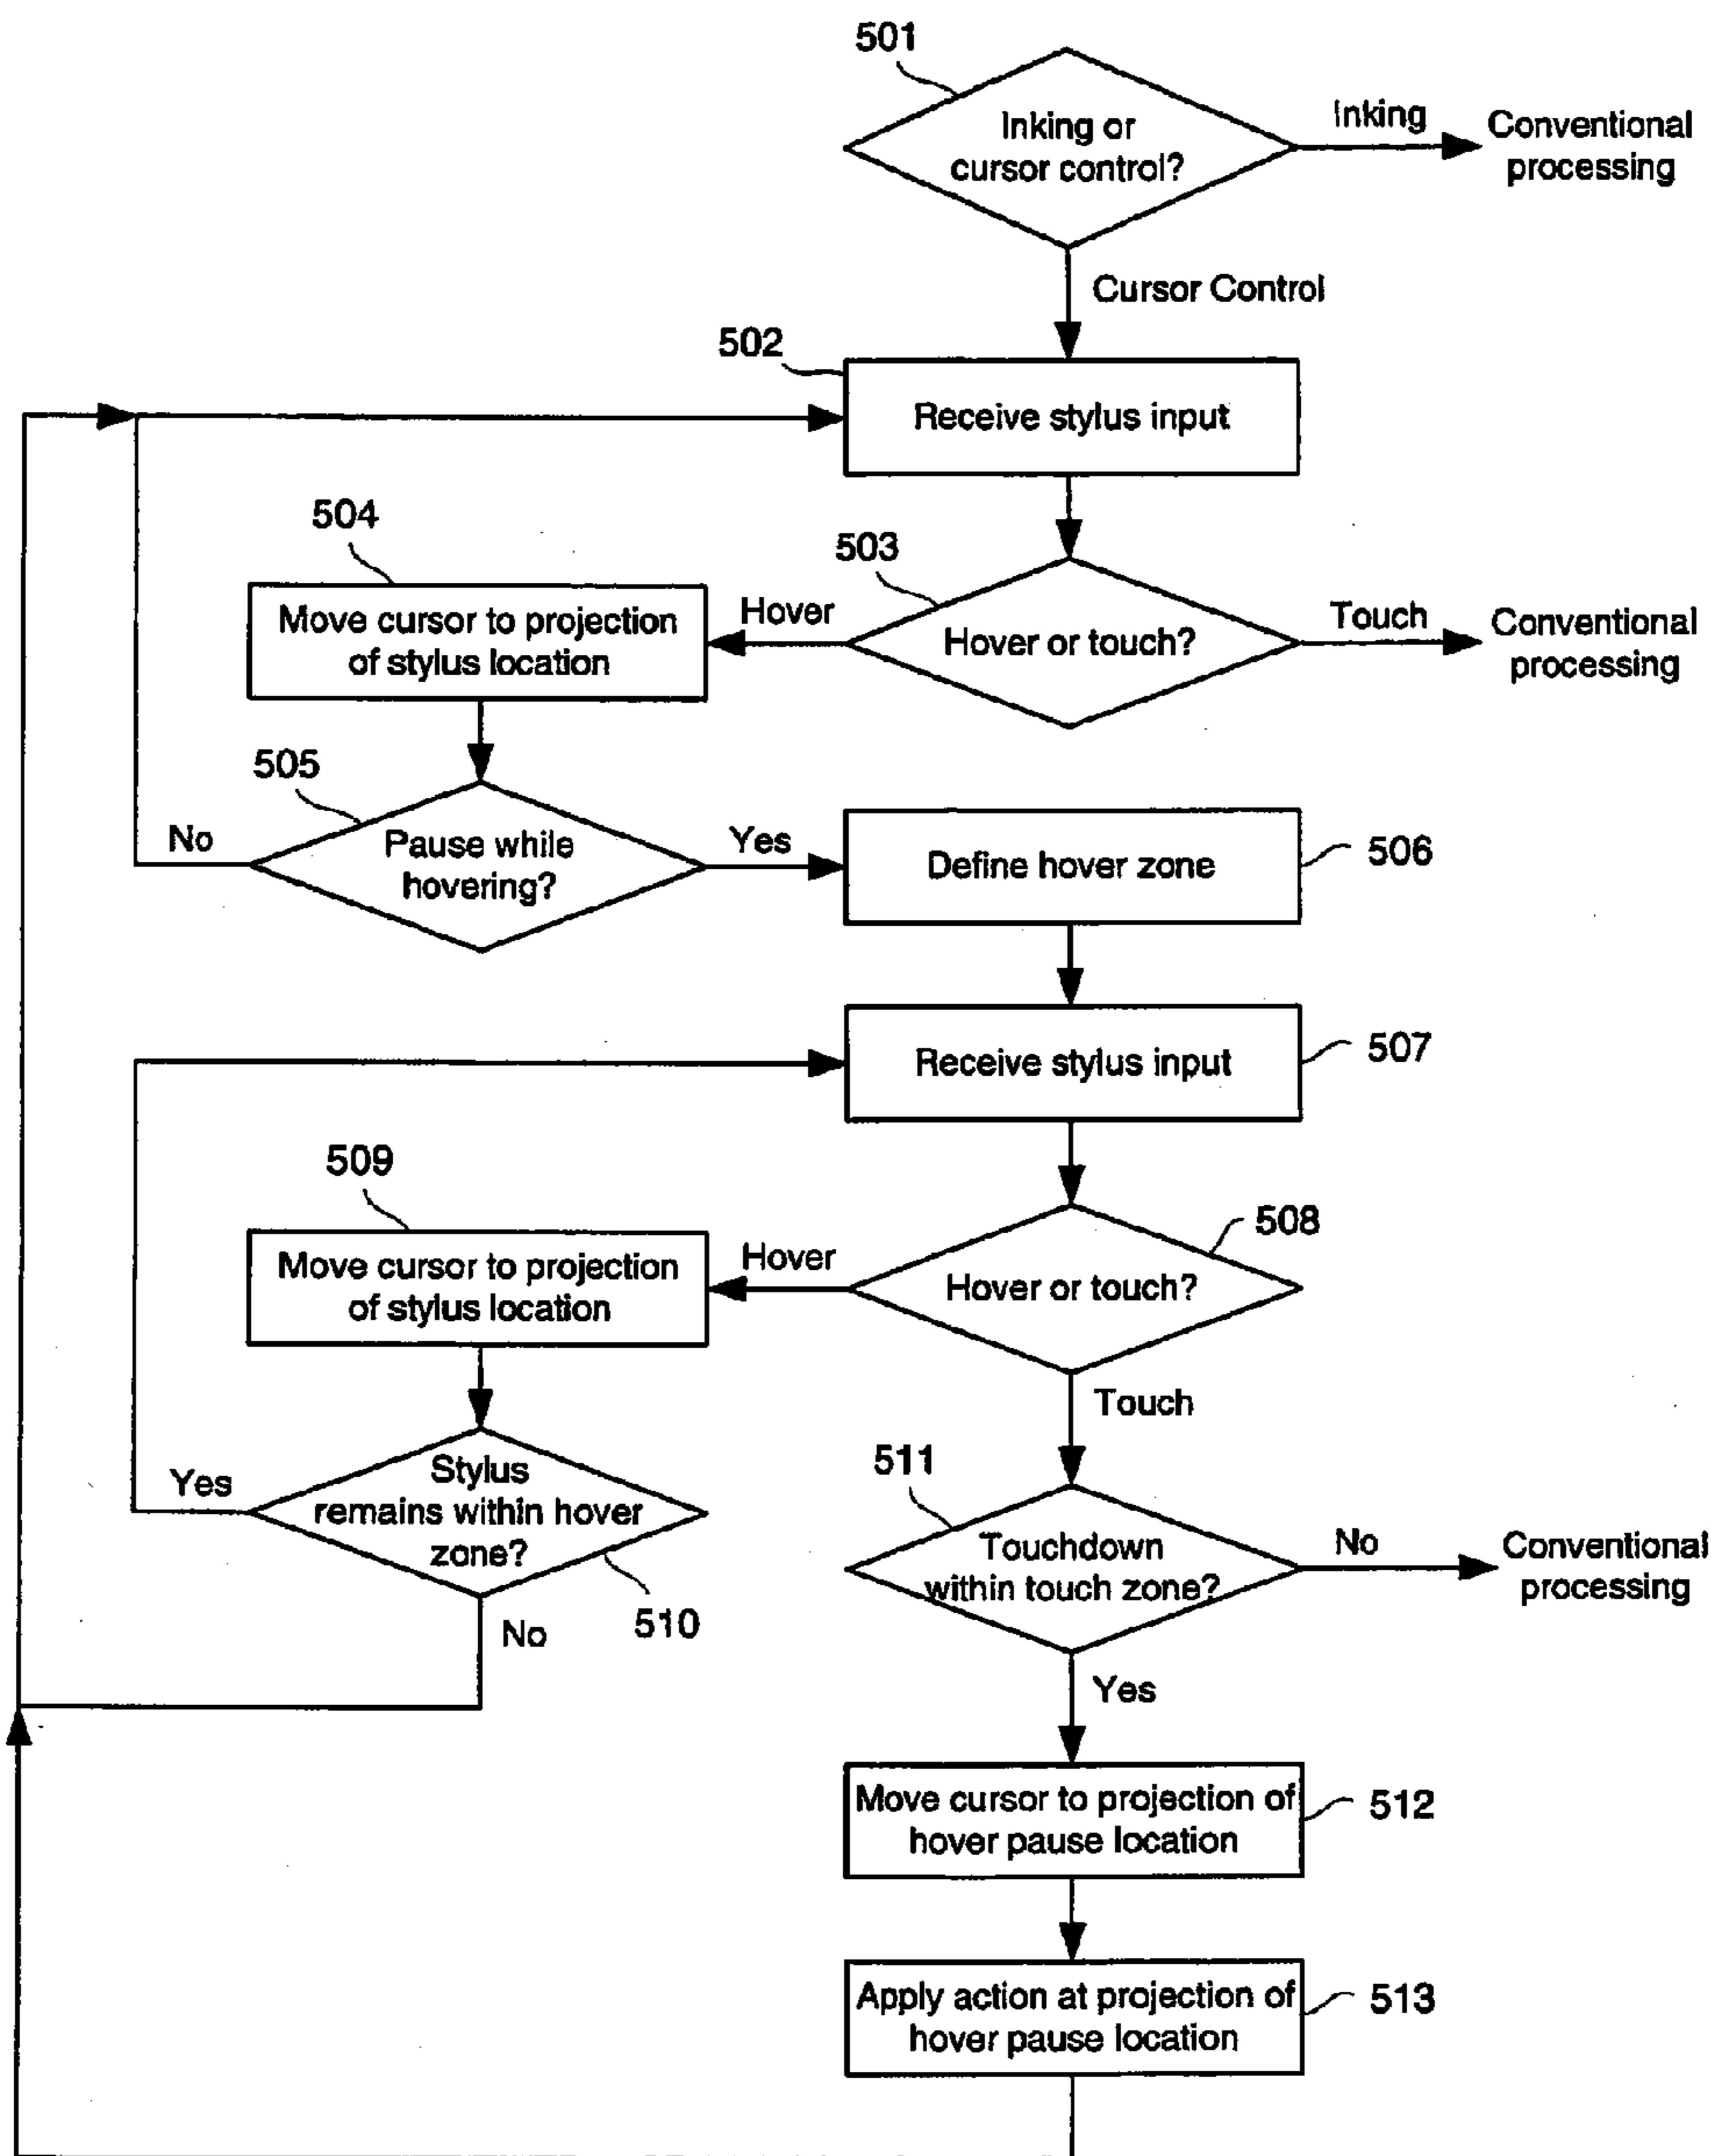 501
Inking or
cursor control?
Inking
Conventional
processing
Cursor Control
502
Receive stylus input
504
503
Move cursor to projection
of stylus location
Hover
Hover or touch?
Touch
Conventional
processing
505
No
Pause while
hovering?
Yes
Define hover zone
506
Receive stylus input
507
509
508
Move cursor to projection
of stylus location
Hover
Hover or touch?
Touch
511
Yes
Stylus
remains within hover
zone?
510
No
Touchdown
within touch zone?
No
Conventional
processing
Yes
Move cursor to projection of
hover pause location
512
Apply action at projection of
hover pause location
513